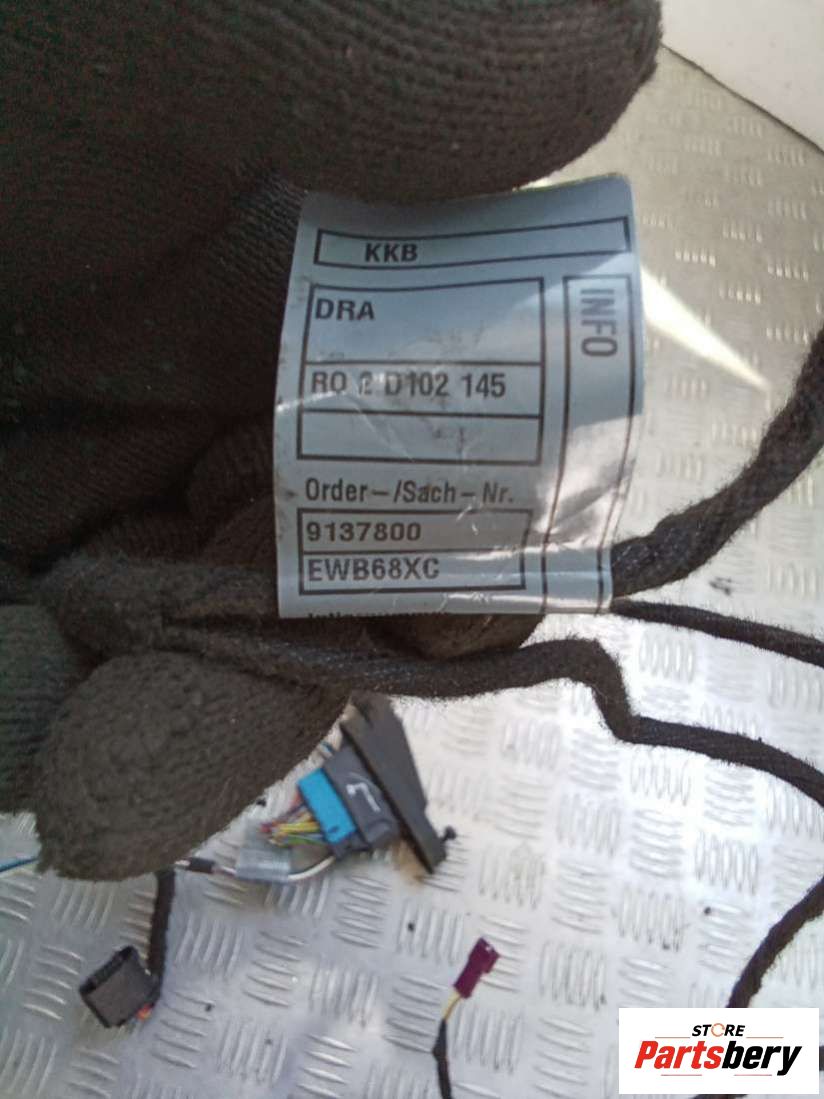 KKB
DRA
INFO
RO 2 D102 145
Order-/Sach-Nr.
9137800
EWB68XC
STORE
Partsbery